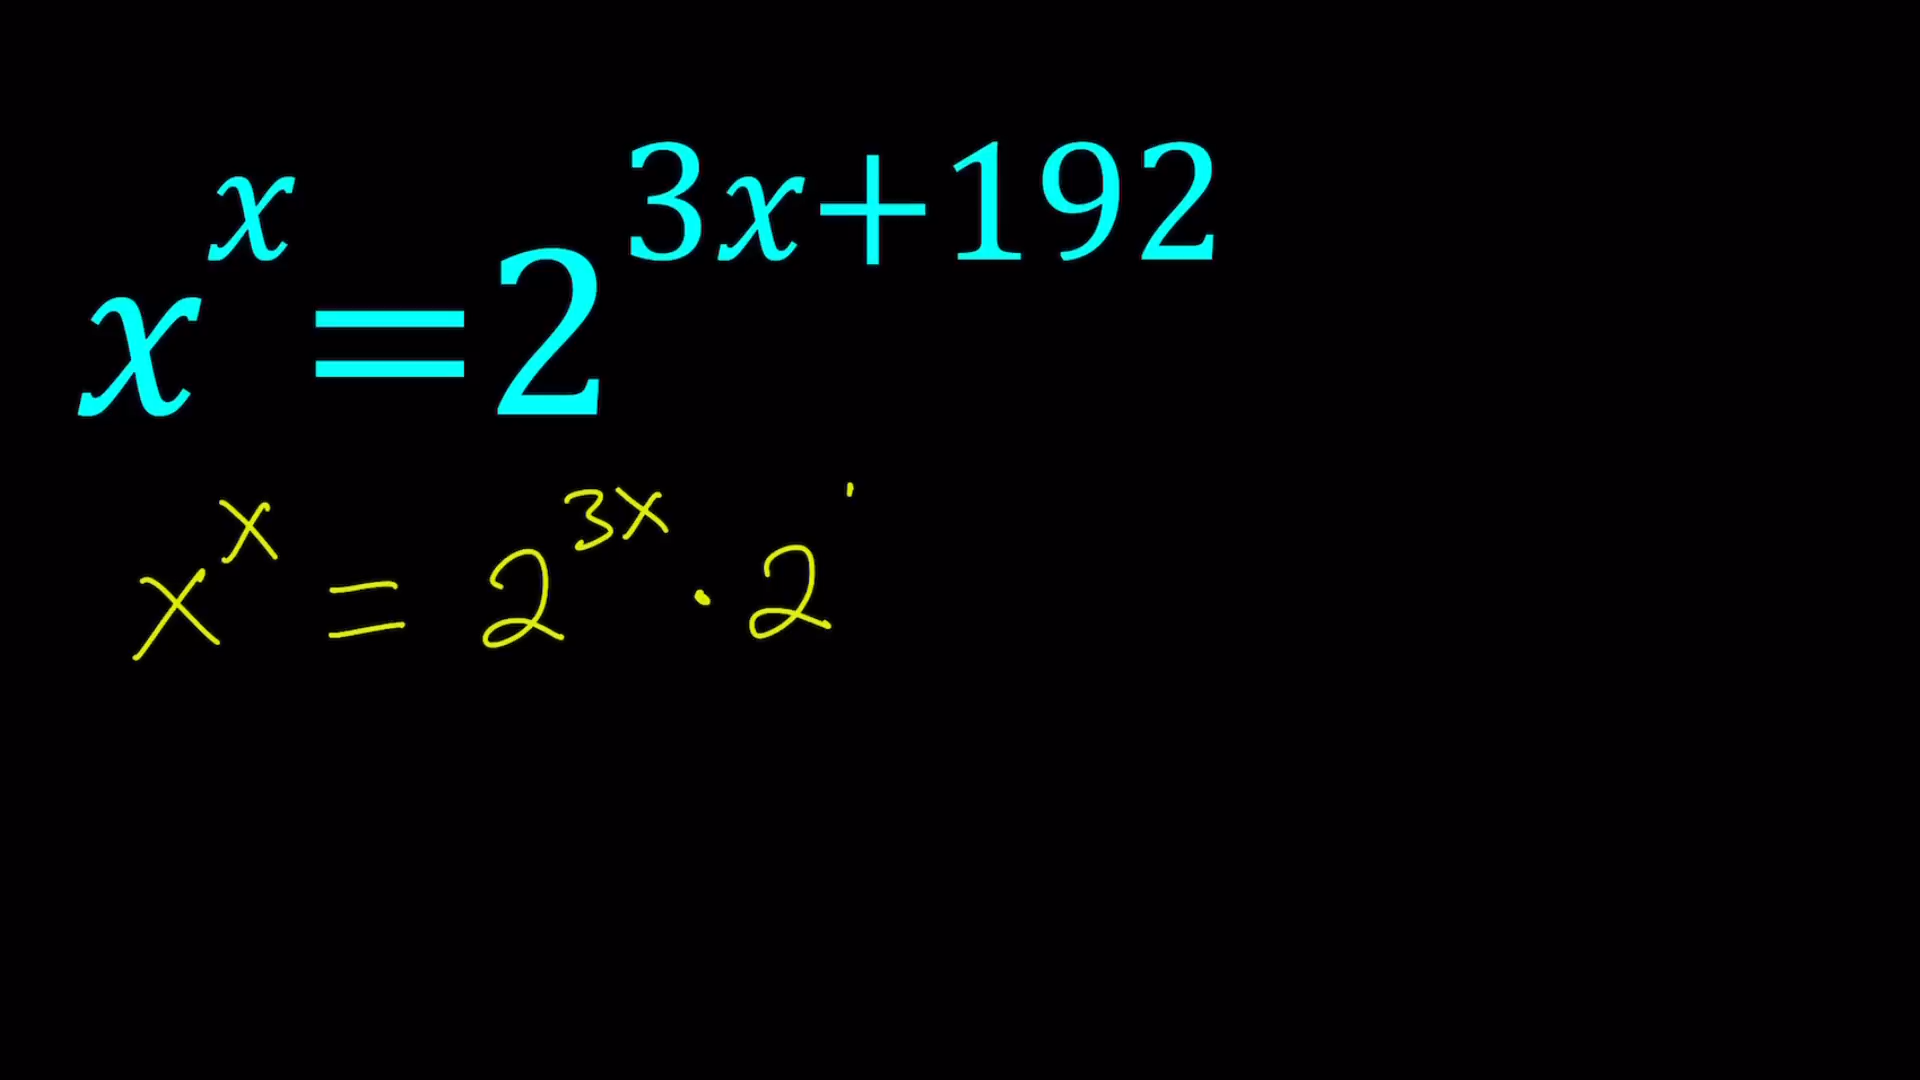 x^x=2^{3x+192}
x^x = 2^{3x} · 2^'